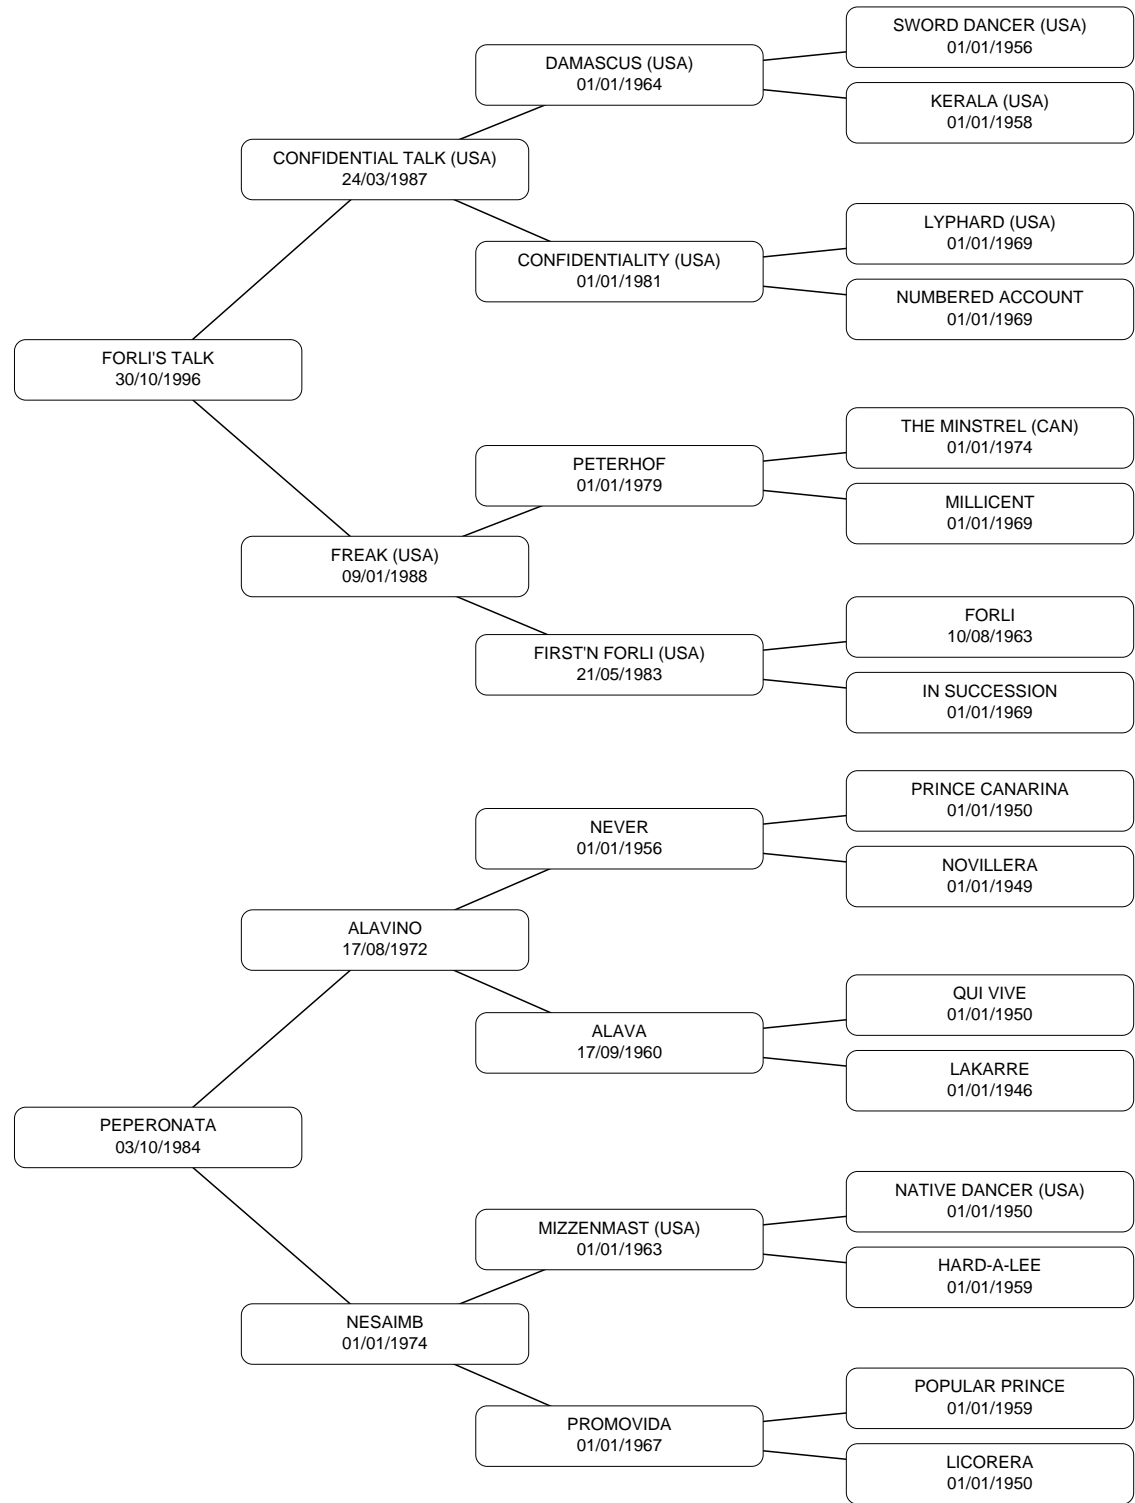 SWORD DANCER (USA)
01/01/1956
DAMASCUS (USA)
01/01/1964
KERALA (USA)
01/01/1958
CONFIDENTIAL TALK (USA)
24/03/1987
LYPHARD (USA)
01/01/1969
CONFIDENTIALITY (USA)
01/01/1981
NUMBERED ACCOUNT
01/01/1969
FORLI'S TALK
30/10/1996
THE MINSTREL (CAN)
01/01/1974
PETERHOF
01/01/1979
MILLICENT
01/01/1969
FREAK (USA)
09/01/1988
FORLI
10/08/1963
FIRST'N FORLI (USA)
21/05/1983
IN SUCCESSION
01/01/1969
PRINCE CANARINA
01/01/1950
NEVER
01/01/1956
NOVILLERA
01/01/1949
ALAVINO
17/08/1972
QUI VIVE
01/01/1950
ALAVA
17/09/1960
LAKARRE
01/01/1946
PEPERONATA
03/10/1984
NATIVE DANCER (USA)
01/01/1950
MIZZENMAST (USA)
01/01/1963
HARD-A-LEE
01/01/1959
NESAIMB
01/01/1974
POPULAR PRINCE
01/01/1959
PROMOVIDA
01/01/1967
LICORERA
01/01/1950